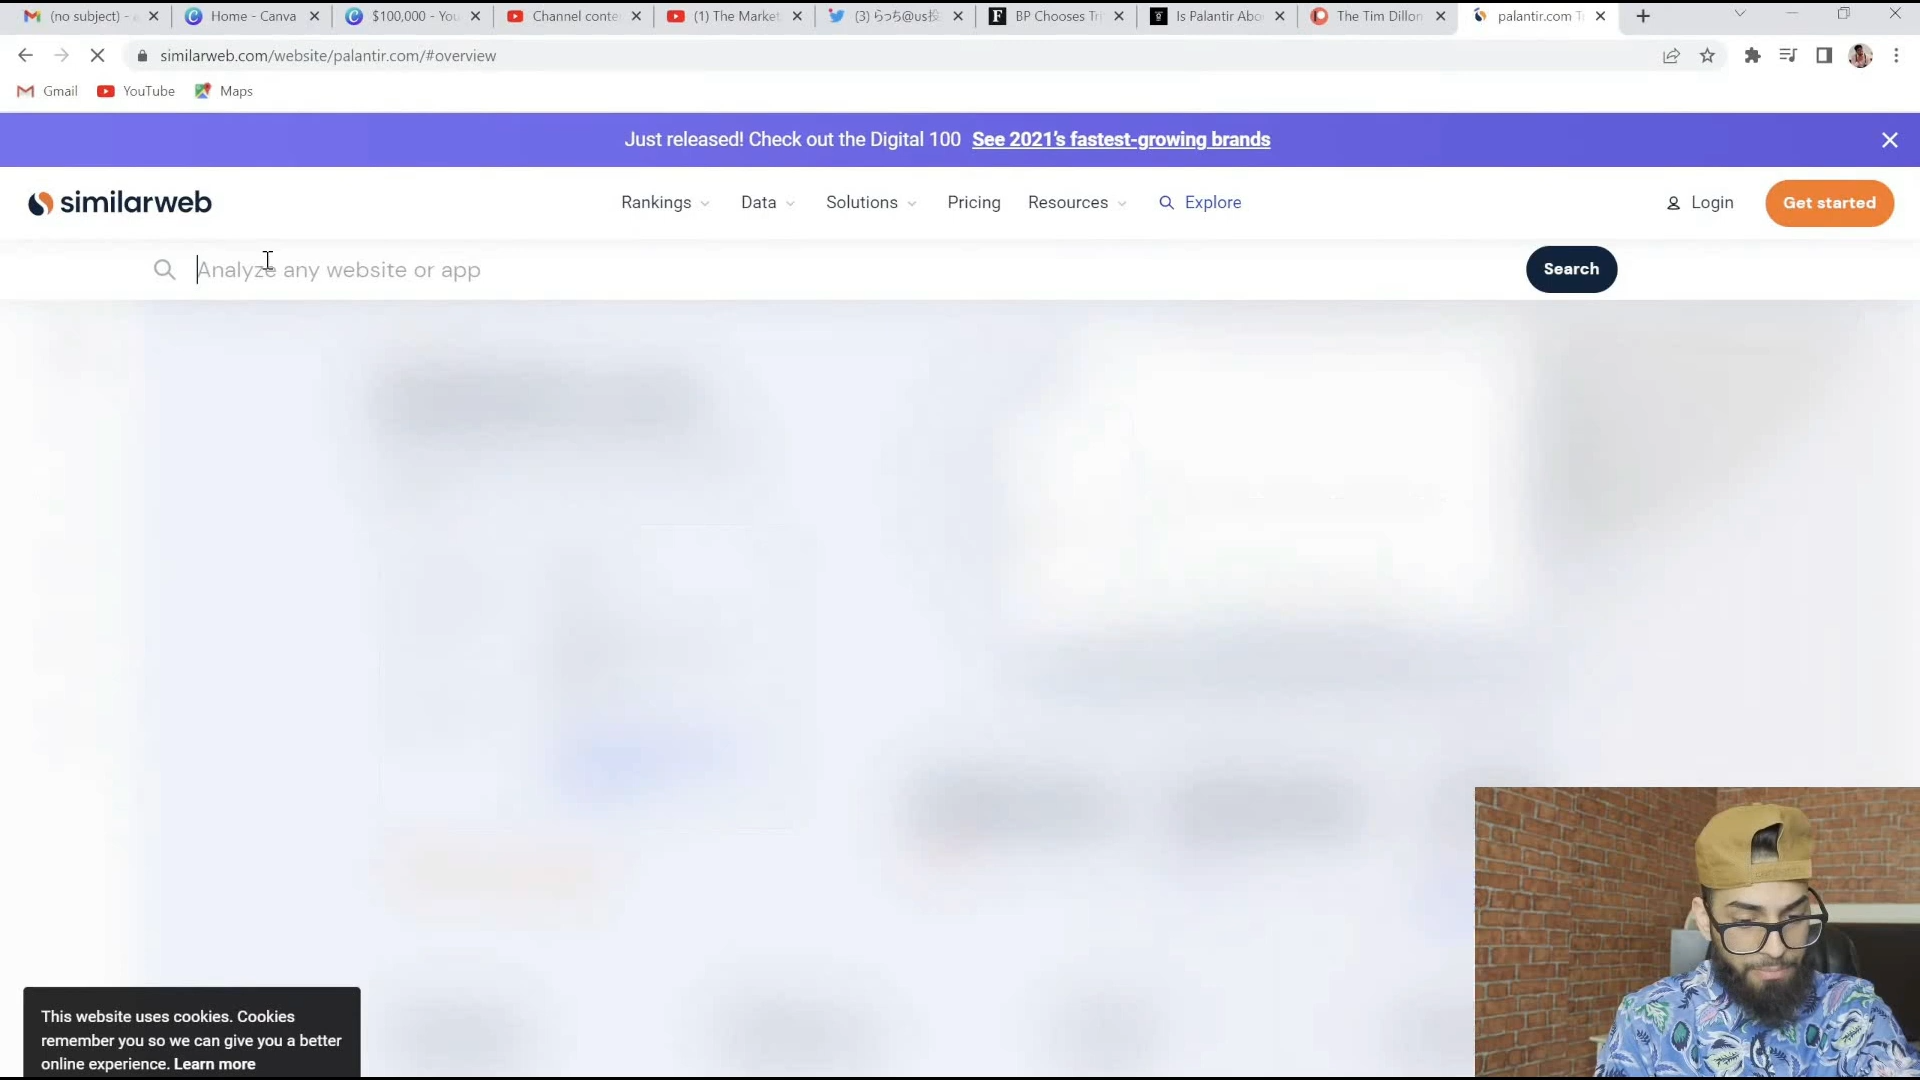 (no subject) -
Home - Canva
$100,000 - You
Channel conte
(1) The Market
(3) らっち@us投
BP Chooses Tri
Is Palantir Abo
The Tim Dillon
palantir.com T
similarweb.com/website/palantir.com/#overview
Gmail
YouTube
Maps
Just released! Check out the Digital 100 See 2021's fastest-growing brands
similarweb
Rankings
Data
Solutions
Pricing
Resources
Explore
Login
Get started
Analyze any website or app
Search
This website uses cookies. Cookies
remember you so we can give you a better
online experience. Learn more